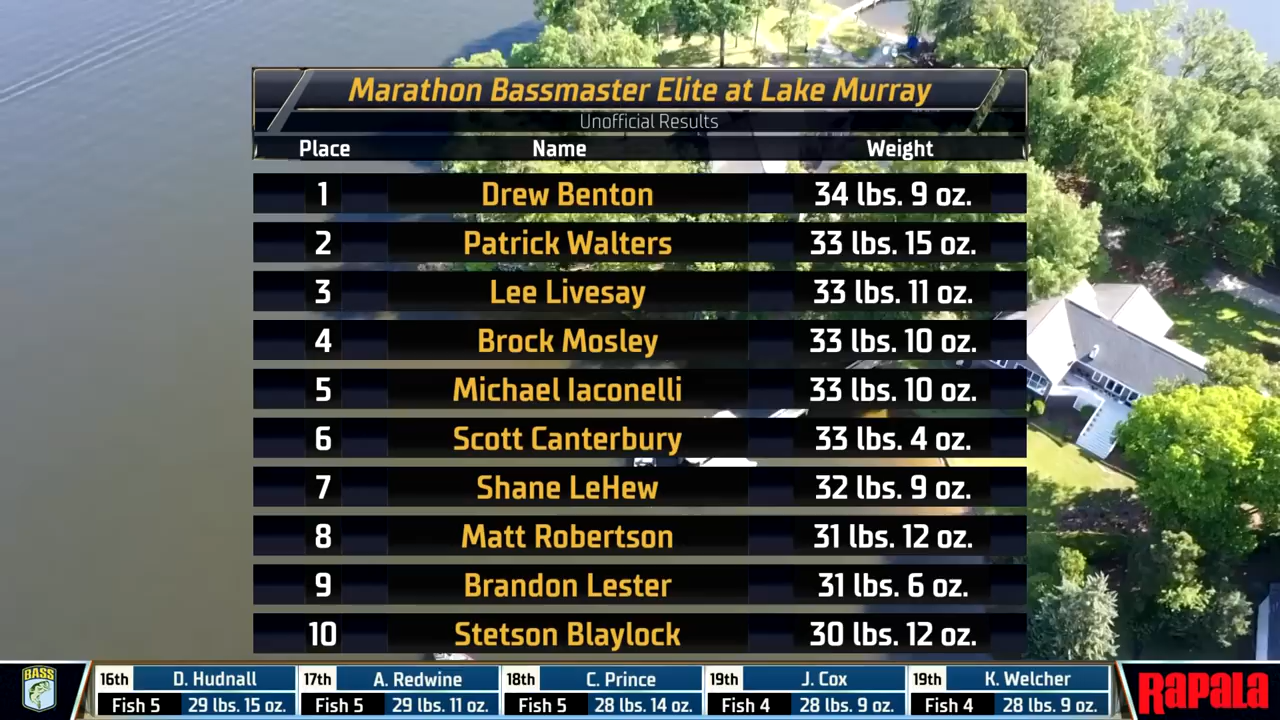 Marathon Bassmaster Elite at Lake Murray
Unofficial Results
Place Name Weight
1 Drew Benton 34 lbs. 9 oz.
2 Patrick Walters 33 lbs. 15 oz.
3 Lee Livesay 33 lbs. 11 oz.
4 Brock Mosley 33 lbs. 10 oz.
5 Michael Iaconelli 33 lbs. 10 oz.
6 Scott Canterbury 33 lbs. 4 oz.
7 Shane LeHew 32 lbs. 9 oz.
8 Matt Robertson 31 lbs. 12 oz.
9 Brandon Lester 31 lbs. 6 oz.
10 Stetson Blaylock 30 lbs. 12 oz.
BASS
16th D. Hudnall
Fish 5 29 lbs. 15 oz.
17th A. Redwine
Fish 5 29 lbs. 11 oz.
18th C. Prince
Fish 5 28 lbs. 14 oz.
19th J. Cox
Fish 4 28 lbs. 9 oz.
19th K. Welcher
Fish 4 28 lbs. 9 oz.
RAPALA